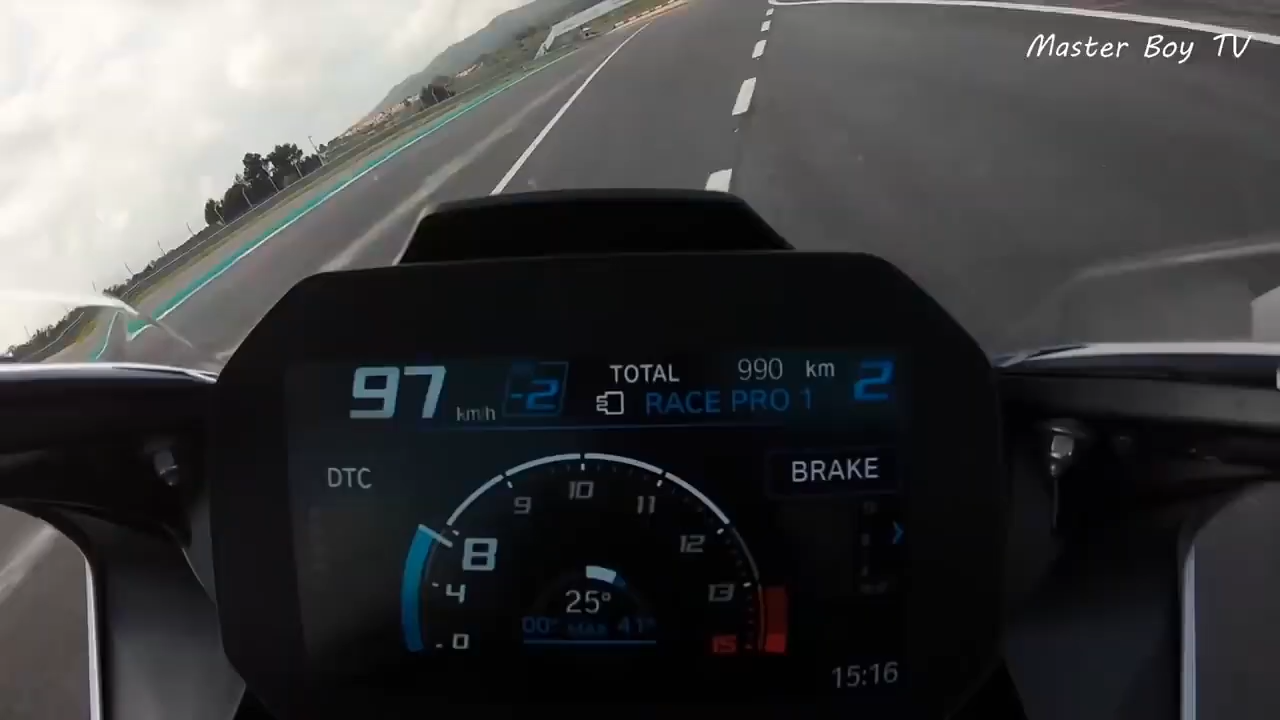 Master Boy TV
97 km/h -2 TOTAL 990 km 2
RACE PRO 1
DTC
BRAKE
0 4 8 9 10 11 12 13 15
25°
00° MAX 41°
15:16